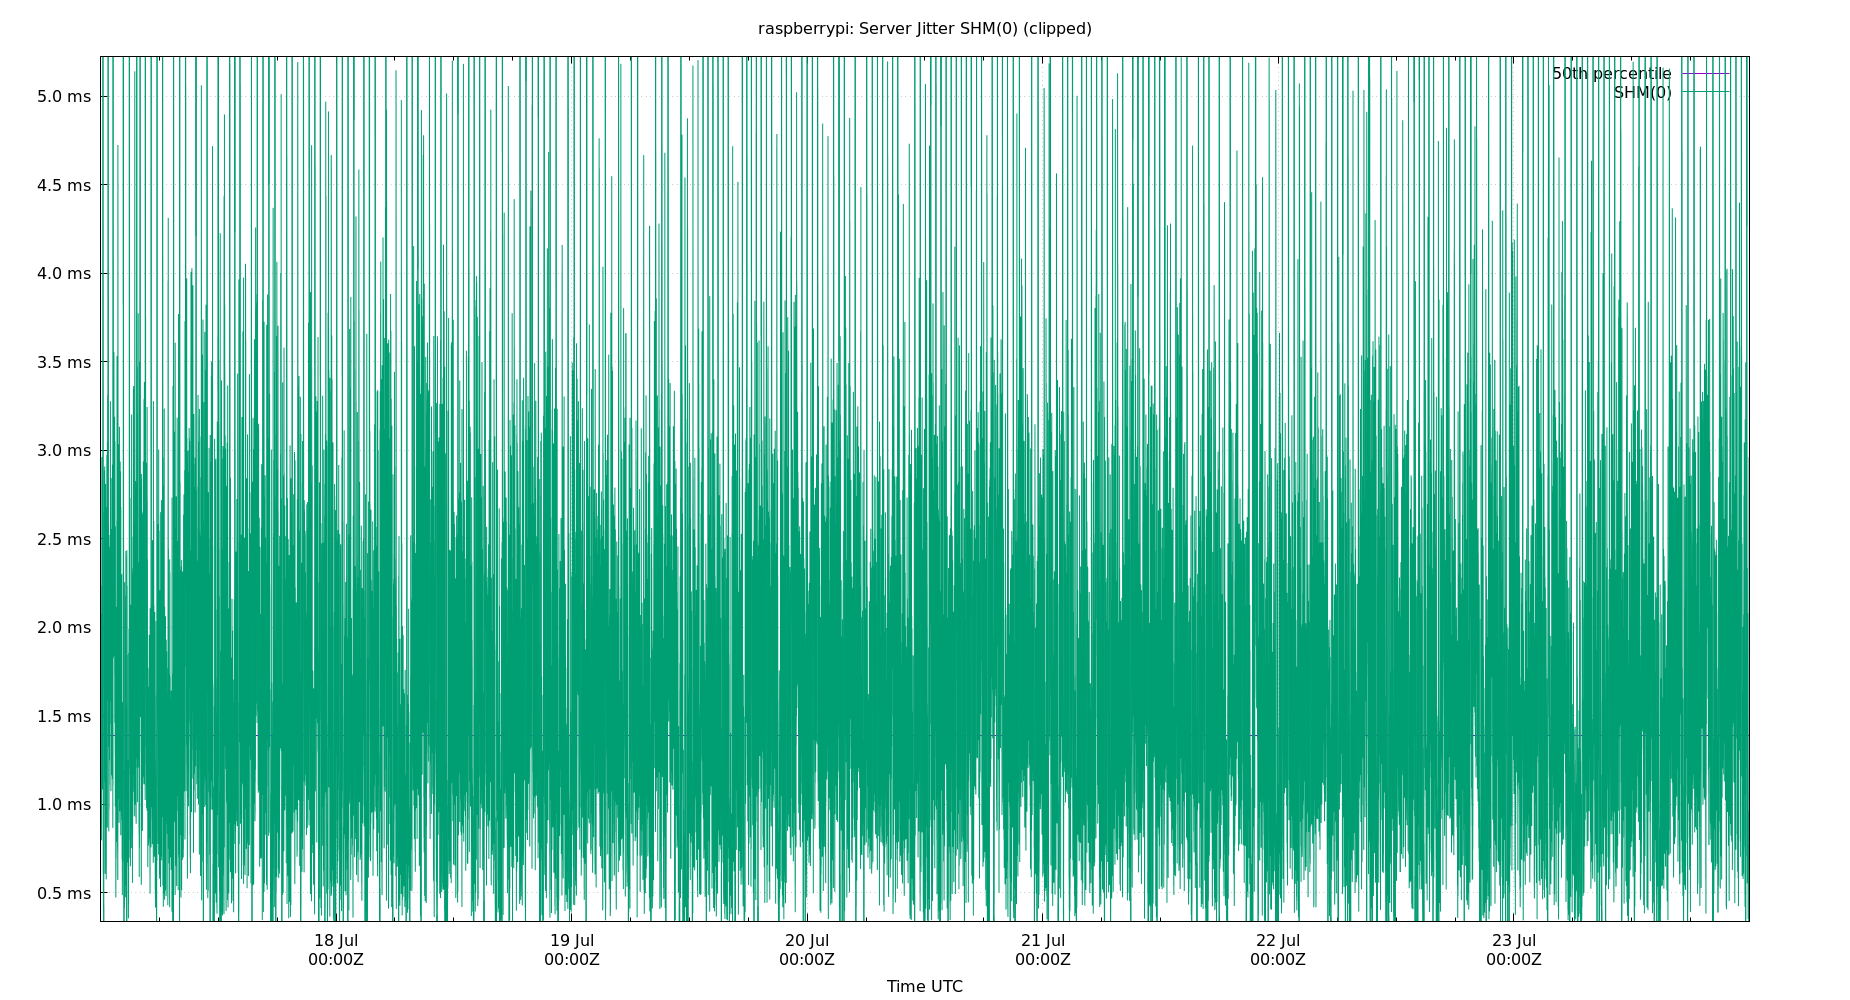 raspberrypi: Server Jitter SHM(0) (clipped)
50th percentile
SHM(0)
5.0 ms
4.5 ms
4.0 ms
3.5 ms
3.0 ms
2.5 ms
2.0 ms
1.5 ms
1.0 ms
0.5 ms
18 Jul 19 Jul 20 Jul 21 Jul 22 Jul 23 Jul
00:00Z 00:00Z 00:00Z 00:00Z 00:00Z 00:00Z
Time UTC